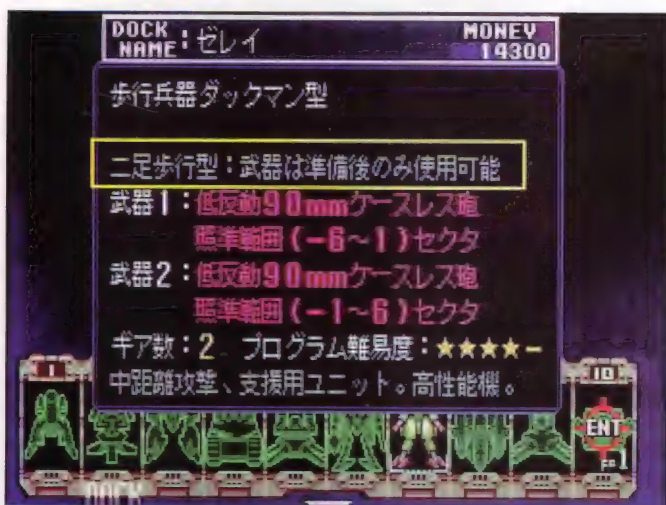 DOCK NAME：ゼレイ
MONEY 14300
歩行兵器ダックマン型
二足歩行型：武器は準備後のみ使用可能
武器1：低反動90mmケースレス砲
照準範囲(−6〜1)セクタ
武器2：低反動90mmケースレス砲
照準範囲(−1〜6)セクタ
ギア数：2 プログラム難易度：★★★★−
中距離攻撃、支援用ユニット。高性能機。
1
10
ENT
1
DOCK